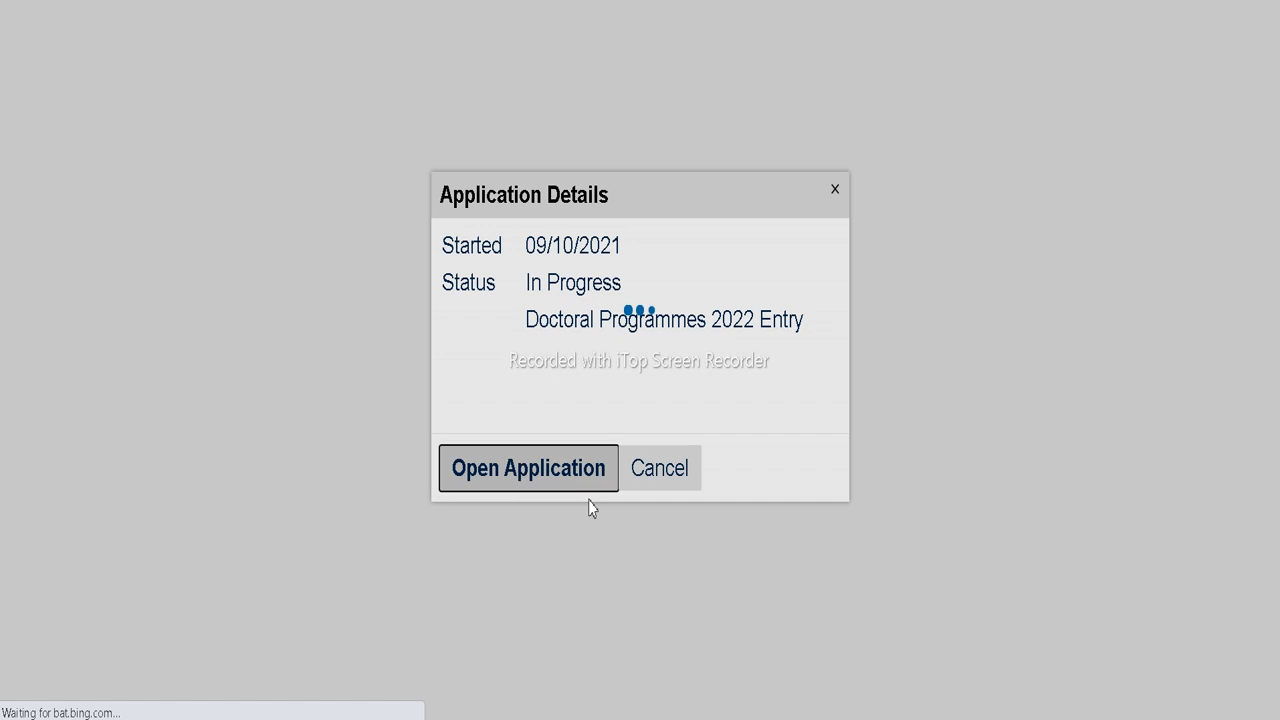 Application Details
x
Started 09/10/2021
Status In Progress
Doctoral Programmes 2022 Entry
Recorded with iTop Screen Recorder
Open Application Cancel
Waiting for bat.bing.com...